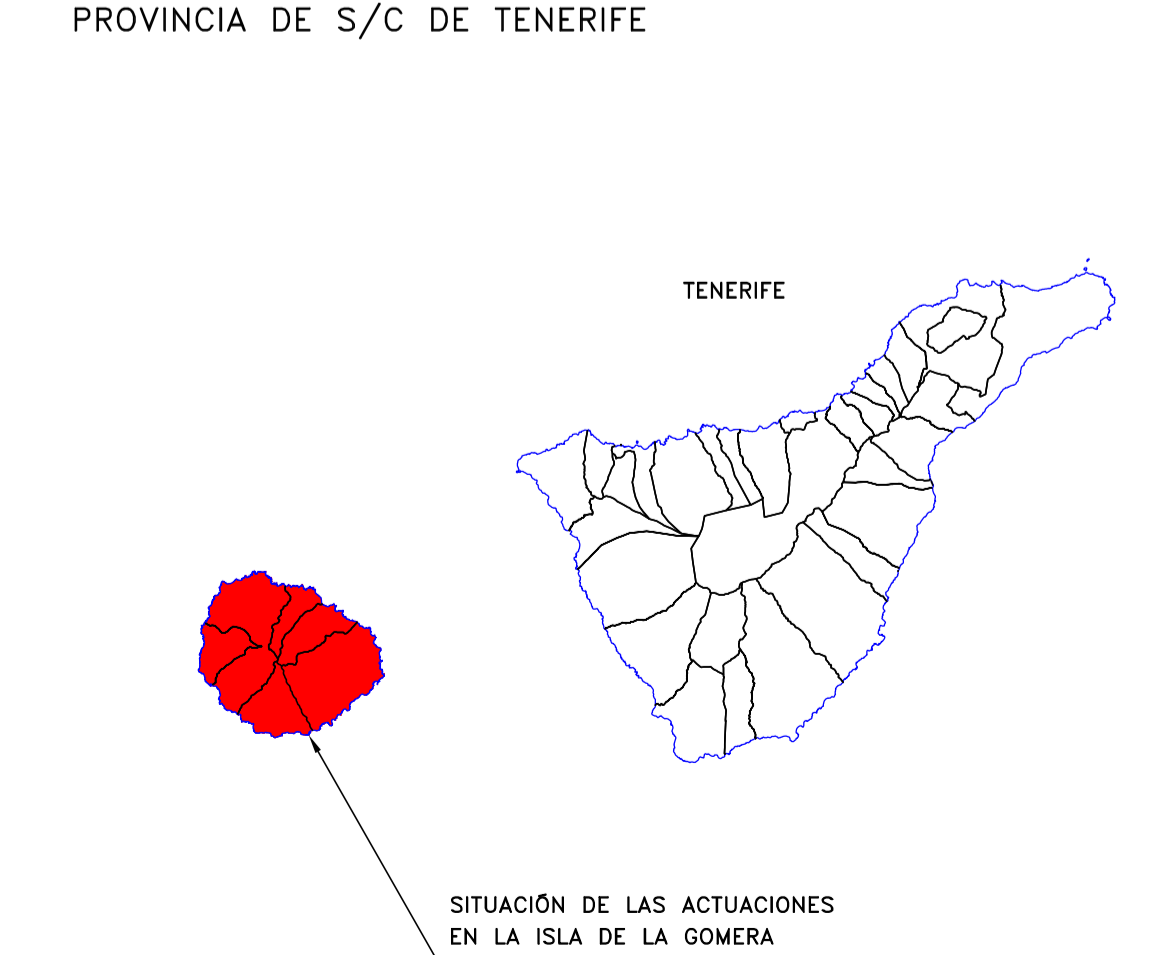 PROVINCIA DE S/C DE TENERIFE
TENERIFE
SITUACIÓN DE LAS ACTUACIONES
EN LA ISLA DE LA GOMERA